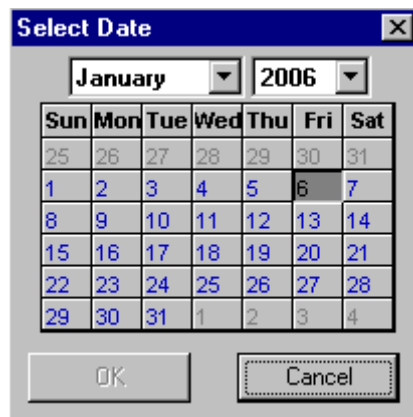 Select Date
January 2006
Sun Mon Tue Wed Thu Fri Sat
25 26 27 28 29 30 31
1 2 3 4 5 6 7
8 9 10 11 12 13 14
15 16 17 18 19 20 21
22 23 24 25 26 27 28
29 30 31 1 2 3 4
OK Cancel